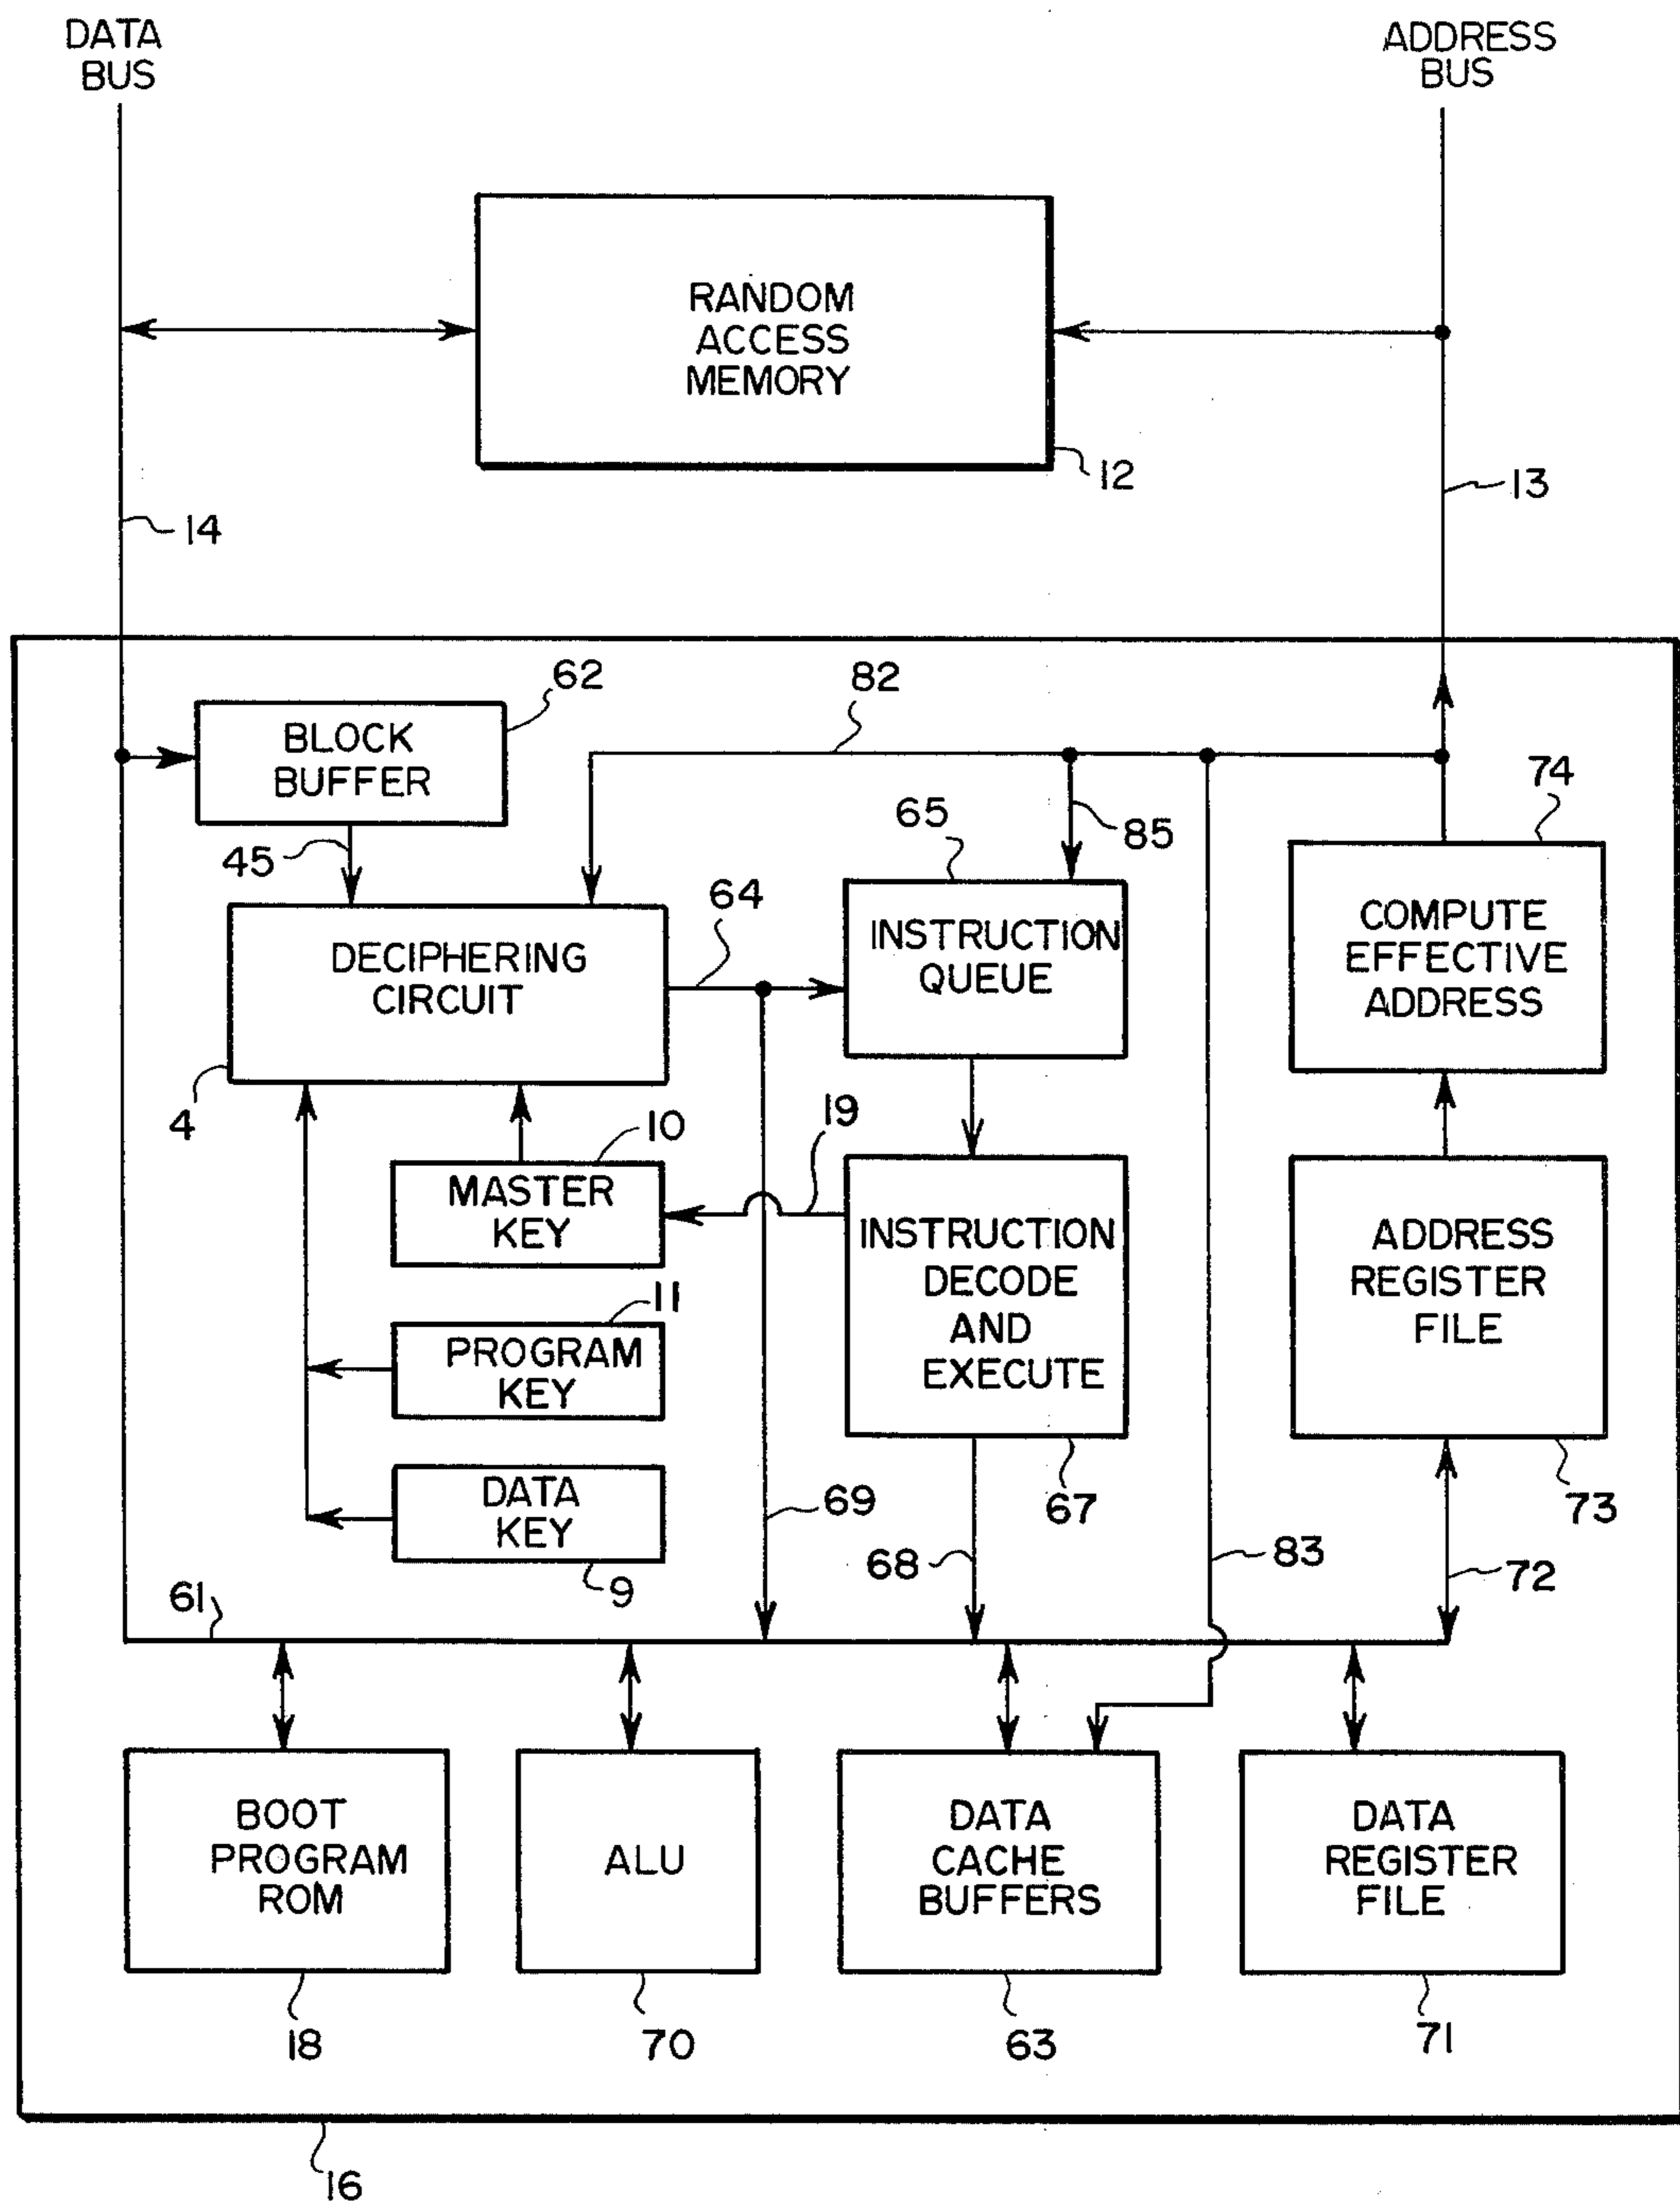 DATA
BUS
ADDRESS
BUS
RANDOM
ACCESS
MEMORY
12
13
14
62
82
BLOCK
BUFFER
74
45
65
85
64
COMPUTE
EFFECTIVE
ADDRESS
INSTRUCTION
QUEUE
DECIPHERING
CIRCUIT
4
10
19
MASTER
KEY
INSTRUCTION
DECODE
AND
EXECUTE
ADDRESS
REGISTER
FILE
11
PROGRAM
KEY
DATA
KEY
9
69
67
73
68
83
72
61
BOOT
PROGRAM
ROM
ALU
DATA
CACHE
BUFFERS
DATA
REGISTER
FILE
18
70
63
71
16